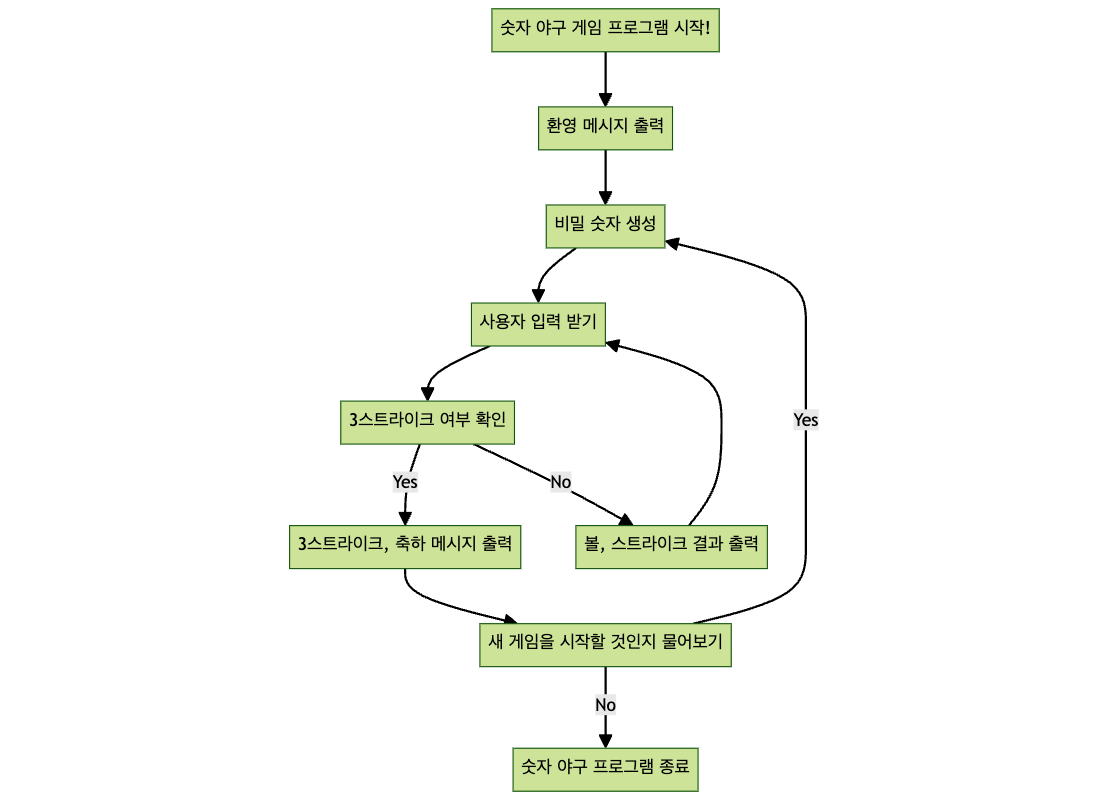 숫자 야구 게임 프로그램 시작!
환영 메시지 출력
비밀 숫자 생성
사용자 입력 받기
3스트라이크 여부 확인
Yes
Yes
No
3스트라이크, 축하 메시지 출력
볼, 스트라이크 결과 출력
새 게임을 시작할 것인지 물어보기
No
숫자 야구 프로그램 종료